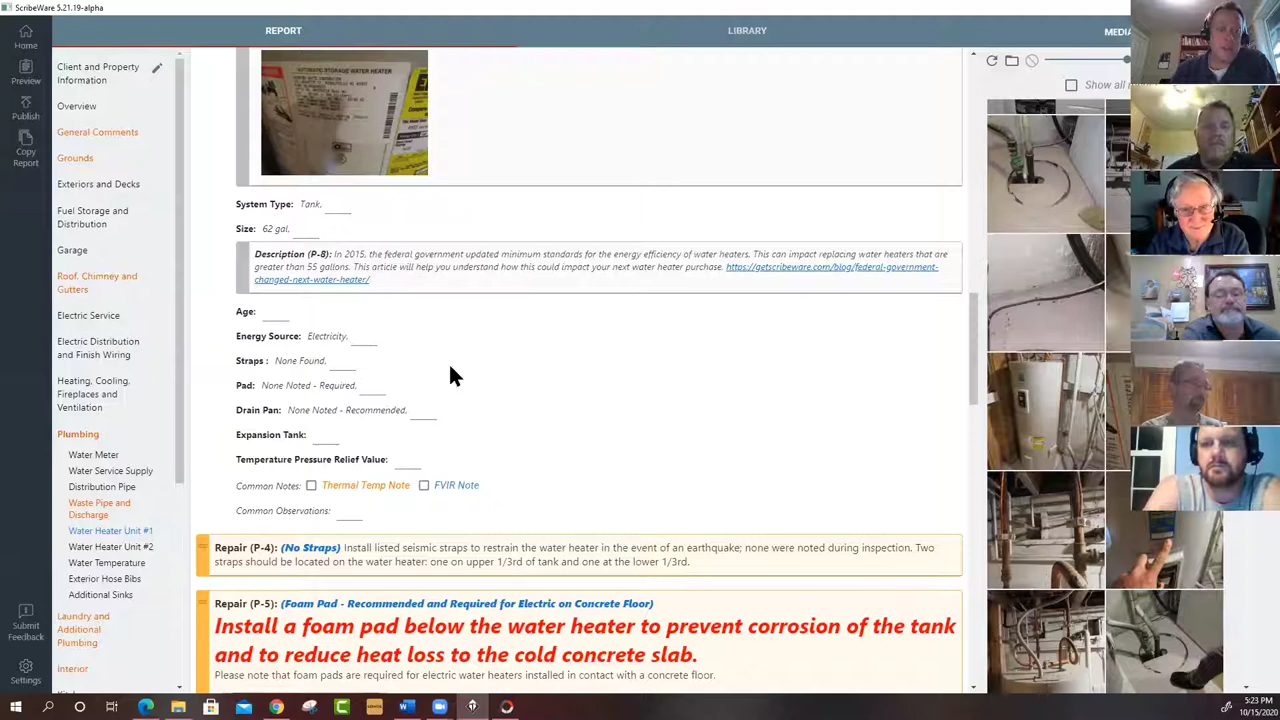 ScribeWare 5.21.19-alpha
REPORT
LIBRARY
MEDIA
Home
Preview
Publish
Copy
Report
Submit
Feedback
Settings
Client and Property
Information
Overview
General Comments
Grounds
Exteriors and Decks
Fuel Storage and
Distribution
Garage
Roof, Chimney and
Gutters
Electric Service
Electric Distribution
and Finish Wiring
Heating, Cooling,
Fireplaces and
Ventilation
Plumbing
Water Meter
Water Service Supply
Distribution Pipe
Waste Pipe and
Discharge
Water Heater Unit #1
Water Heater Unit #2
Water Temperature
Exterior Hose Bibs
Additional Sinks
Laundry and
Additional
Plumbing
Interior
AUTOMATIC STORAGE WATER HEATER
System Type: Tank,
Size: 62 gal,
Description (P-8): In 2015, the federal government updated minimum standards for the energy efficiency of water heaters. This can impact replacing water heaters that are
greater than 55 gallons. This article will help you understand how this could impact your next water heater purchase. https://getscribeware.com/blog/federal-government-
changed-next-water-heater/
Age:
Energy Source: Electricity,
Straps : None Found,
Pad: None Noted - Required,
Drain Pan: None Noted - Recommended,
Expansion Tank:
Temperature Pressure Relief Value:
Common Notes: Thermal Temp Note FVIR Note
Common Observations:
Repair (P-4): (No Straps) Install listed seismic straps to restrain the water heater in the event of an earthquake; none were noted during inspection. Two
straps should be located on the water heater: one on upper 1/3rd of tank and one at the lower 1/3rd.
Repair (P-5): (Foam Pad - Recommended and Required for Electric on Concrete Floor)
Install a foam pad below the water heater to prevent corrosion of the tank
and to reduce heat loss to the cold concrete slab.
Please note that foam pads are required for electric water heaters installed in contact with a concrete floor.
Show all
5:23 PM
10/15/2020